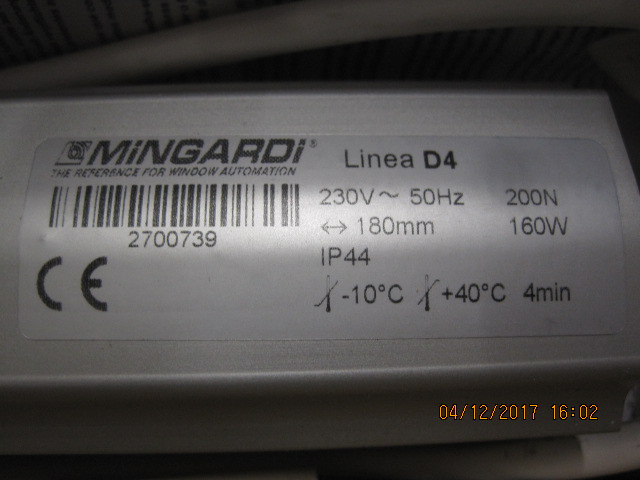 MiNGARDi® Linea D4
THE REFERENCE FOR WINDOW AUTOMATION
230V ~ 50Hz 200N
↔ 180mm 160W
2700739
IP44
CE
-10°C +40°C 4min
04/12/2017 16:02